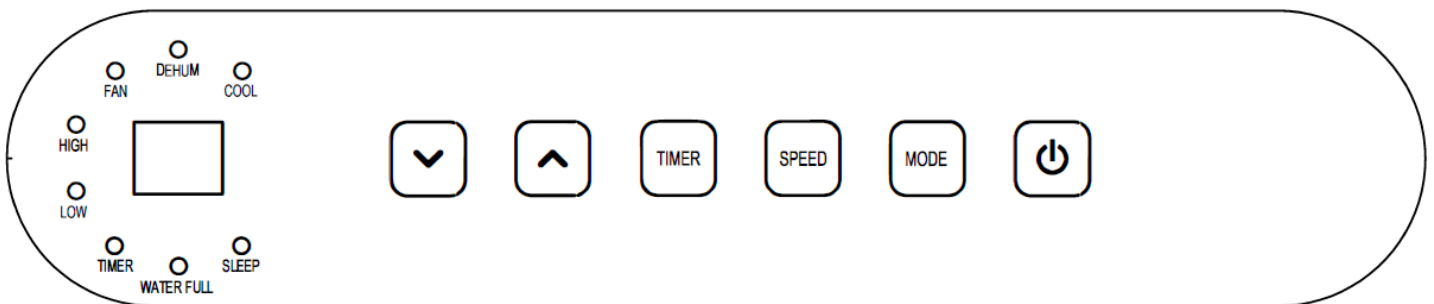 DEHUM
FAN
COOL
HIGH
TIMER SPEED MODE
LOW
TIMER
SLEEP
WATER FULL